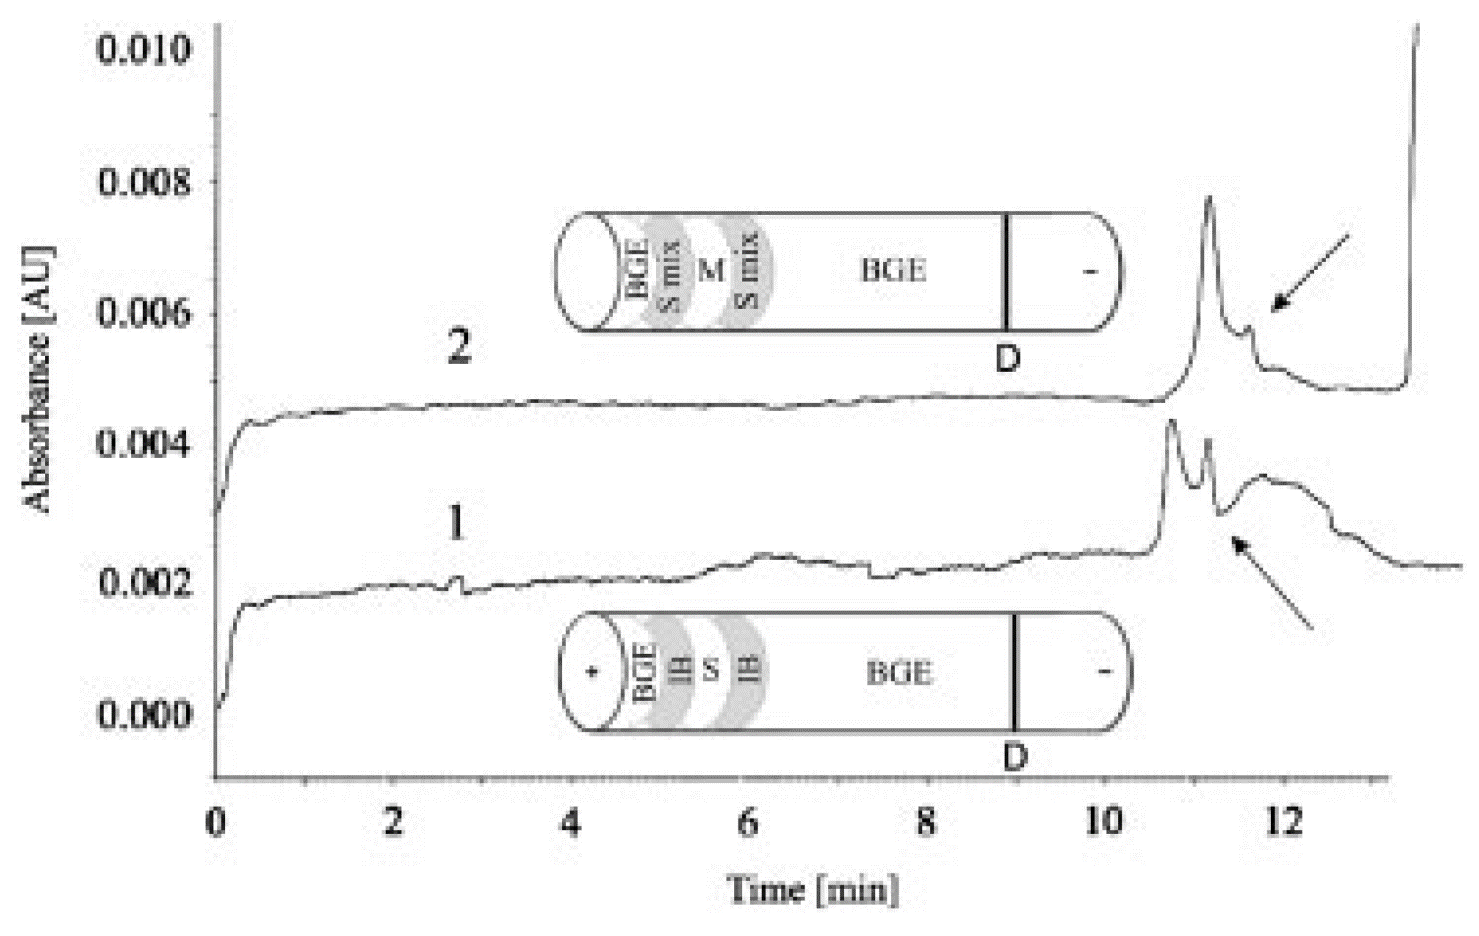 0.010
0.008
0.006
0.004
0.002
0.000
Absorbance [AU]
BGE
S mix
M
S mix
BGE
-
D
2
1
+
BGE
IB
S
IB
BGE
-
D
0 2 4 6 8 10 12
Time [min]